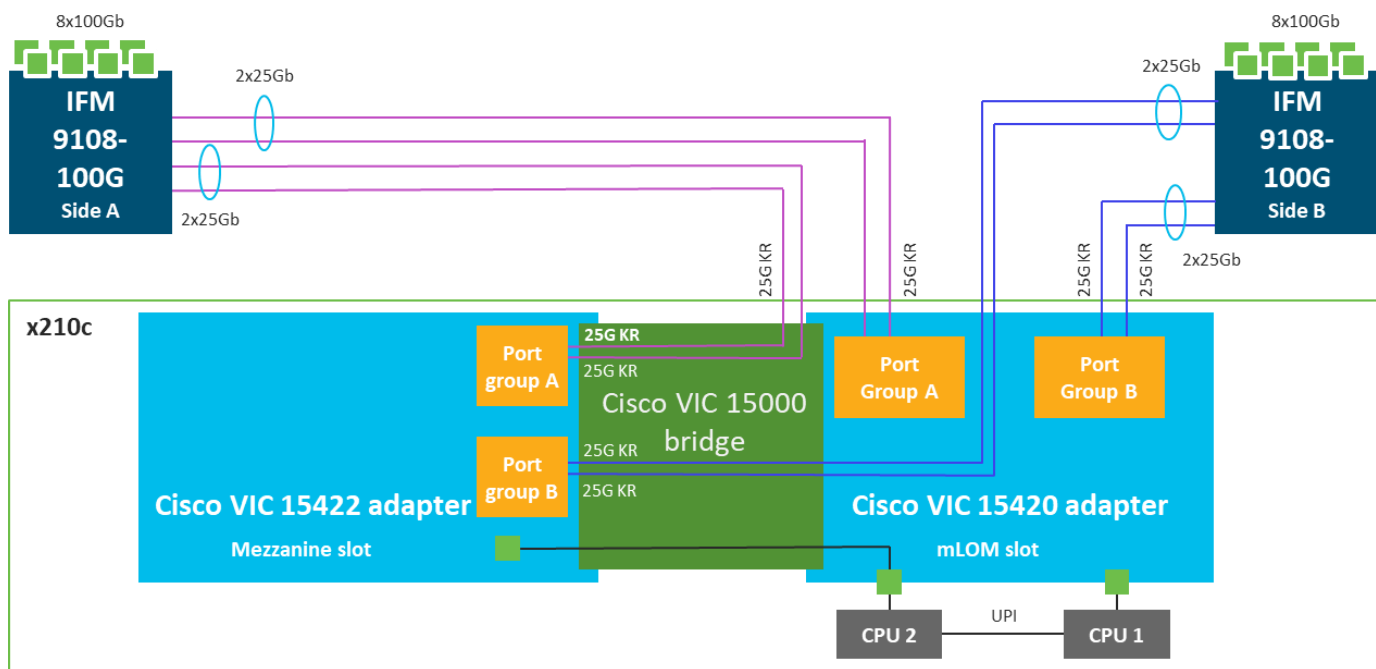 8x100Gb
8x100Gb
IFM
9108-
100G
Side A
2x25Gb
2x25Gb
2x25Gb
2x25Gb
IFM
9108-
100G
Side B
25G KR
25G KR
25G KR
25G KR
x210c
Port
group A
25G KR
25G KR
Cisco VIC 15000
bridge
Port
Group A
Port
Group B
Port
group B
25G KR
25G KR
Cisco VIC 15422 adapter
Mezzanine slot
Cisco VIC 15420 adapter
mLOM slot
CPU 2
UPI
CPU 1